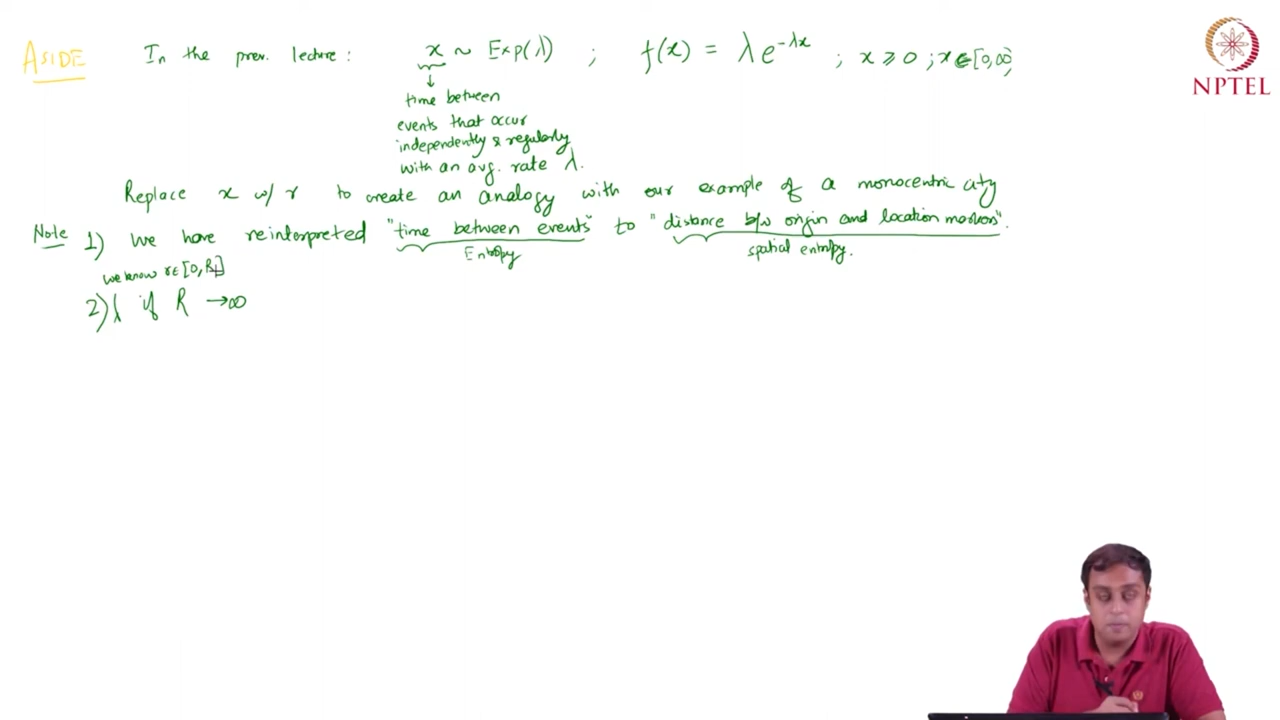 ASIDE In the prev. lecture : x ~ Exp(λ) ; f(x) = λe^{-λx} ; x ≥ 0 ; x ∈ [0,∞)
time between
events that occur
independently & regularly
with an avg. rate λ.
Replace x w/ r to create an analogy with our example of a monocentric city
Note 1) We have reinterpreted "time between events" to "distance b/w origin and location
Entropy spatial entropy.
we know r∈[0,R]
2) if R → ∞
NPTEL